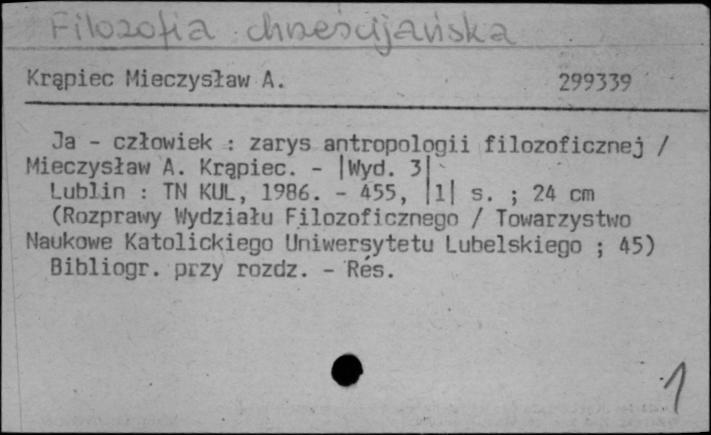 Filozofia chrześcijańska
Krąpiec Mieczysław A. 299339
Ja - człowiek : zarys antropologii filozoficznej /
Mieczysław A. Krąpiec. - |Wyd. 3|
Lublin : TN KUL, 1986. - 455, |1| s. ; 24 cm
(Rozprawy Wydziału Filozoficznego / Towarzystwo
Naukowe Katolickiego Uniwersytetu Lubelskiego ; 45)
Bibliogr. przy rozdz. - Rés.
1